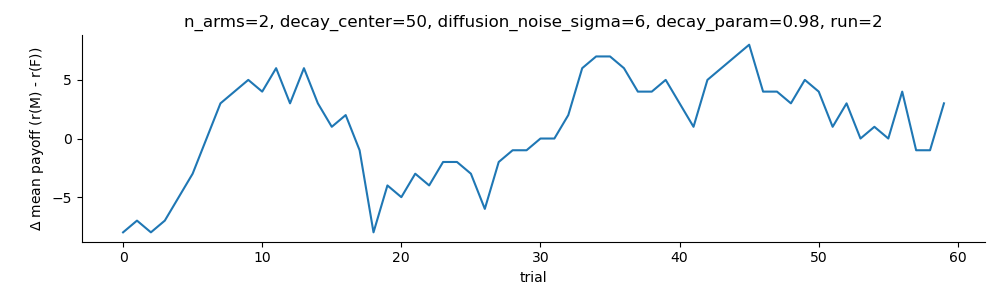 n_arms=2, decay_center=50, diffusion_noise_sigma=6, decay_param=0.98, run=2
Δ mean payoff (r(M) - r(F))
5
0
−5
0 10 20 30 40 50 60
trial